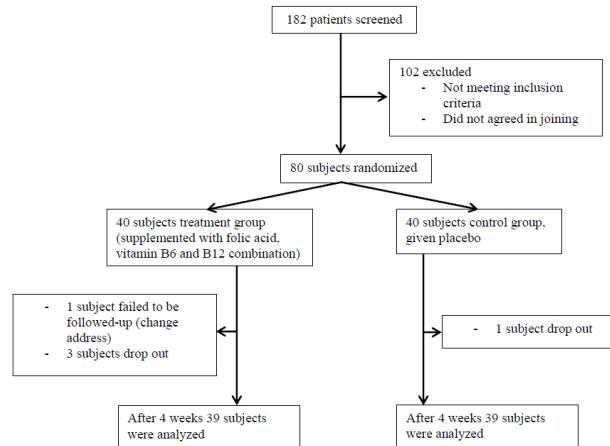 182 patients screened
102 excluded
- Not meeting inclusion
criteria
- Did not agreed in joining
80 subjects randomized
40 subjects treatment group
(supplemented with folic acid,
vitamin B6 and B12 combination)
40 subjects control group,
given placebo
- 1 subject failed to be
followed-up (change
address)
- 3 subjects drop out
- 1 subject drop out
After 4 weeks 39 subjects
were analyzed
After 4 weeks 39 subjects
were analyzed